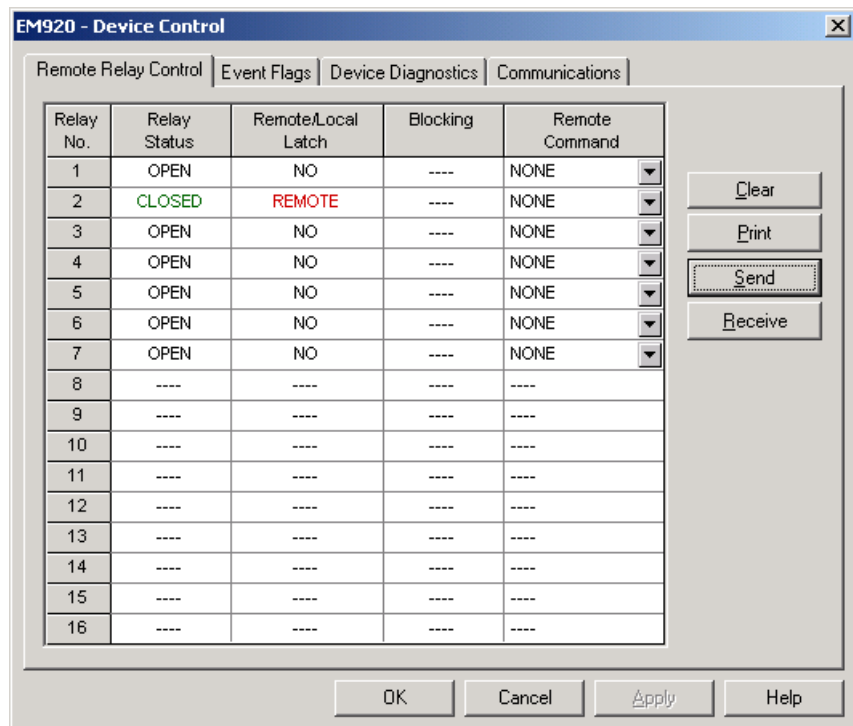 EM920 - Device Control
Remote Relay Control Event Flags Device Diagnostics Communications
Relay No. Relay Status Remote/Local Latch Blocking Remote Command
1 OPEN NO ---- NONE
2 CLOSED REMOTE ---- NONE
3 OPEN NO ---- NONE
4 OPEN NO ---- NONE
5 OPEN NO ---- NONE
6 OPEN NO ---- NONE
7 OPEN NO ---- NONE
8 ---- ---- ---- ----
9 ---- ---- ---- ----
10 ---- ---- ---- ----
11 ---- ---- ---- ----
12 ---- ---- ---- ----
13 ---- ---- ---- ----
14 ---- ---- ---- ----
15 ---- ---- ---- ----
16 ---- ---- ---- ----
Clear
Print
Send
Receive
OK Cancel Apply Help